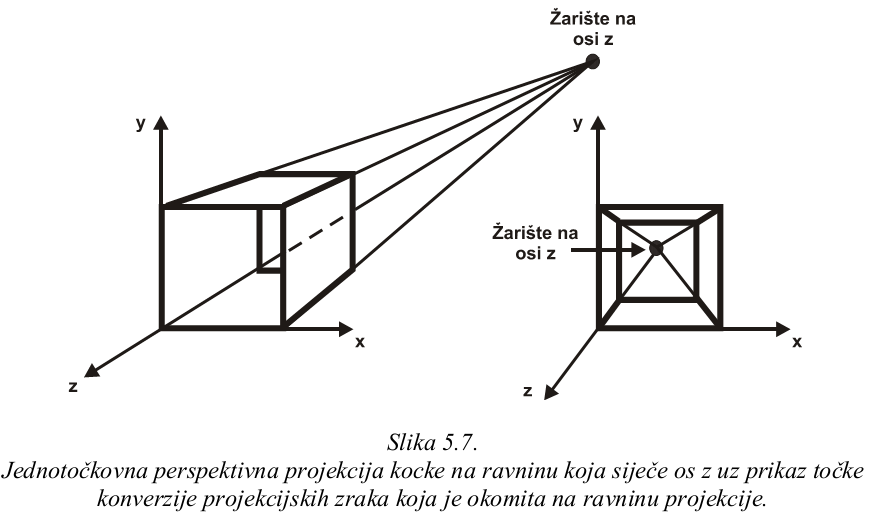 Žarište na
osi z
y
x
z
y
Žarište na
osi z
x
z
Slika 5.7.
Jednotočkovna perspektivna projekcija kocke na ravninu koja siječe os z uz prikaz točke
konverzije projekcijskih zraka koja je okomita na ravninu projekcije.